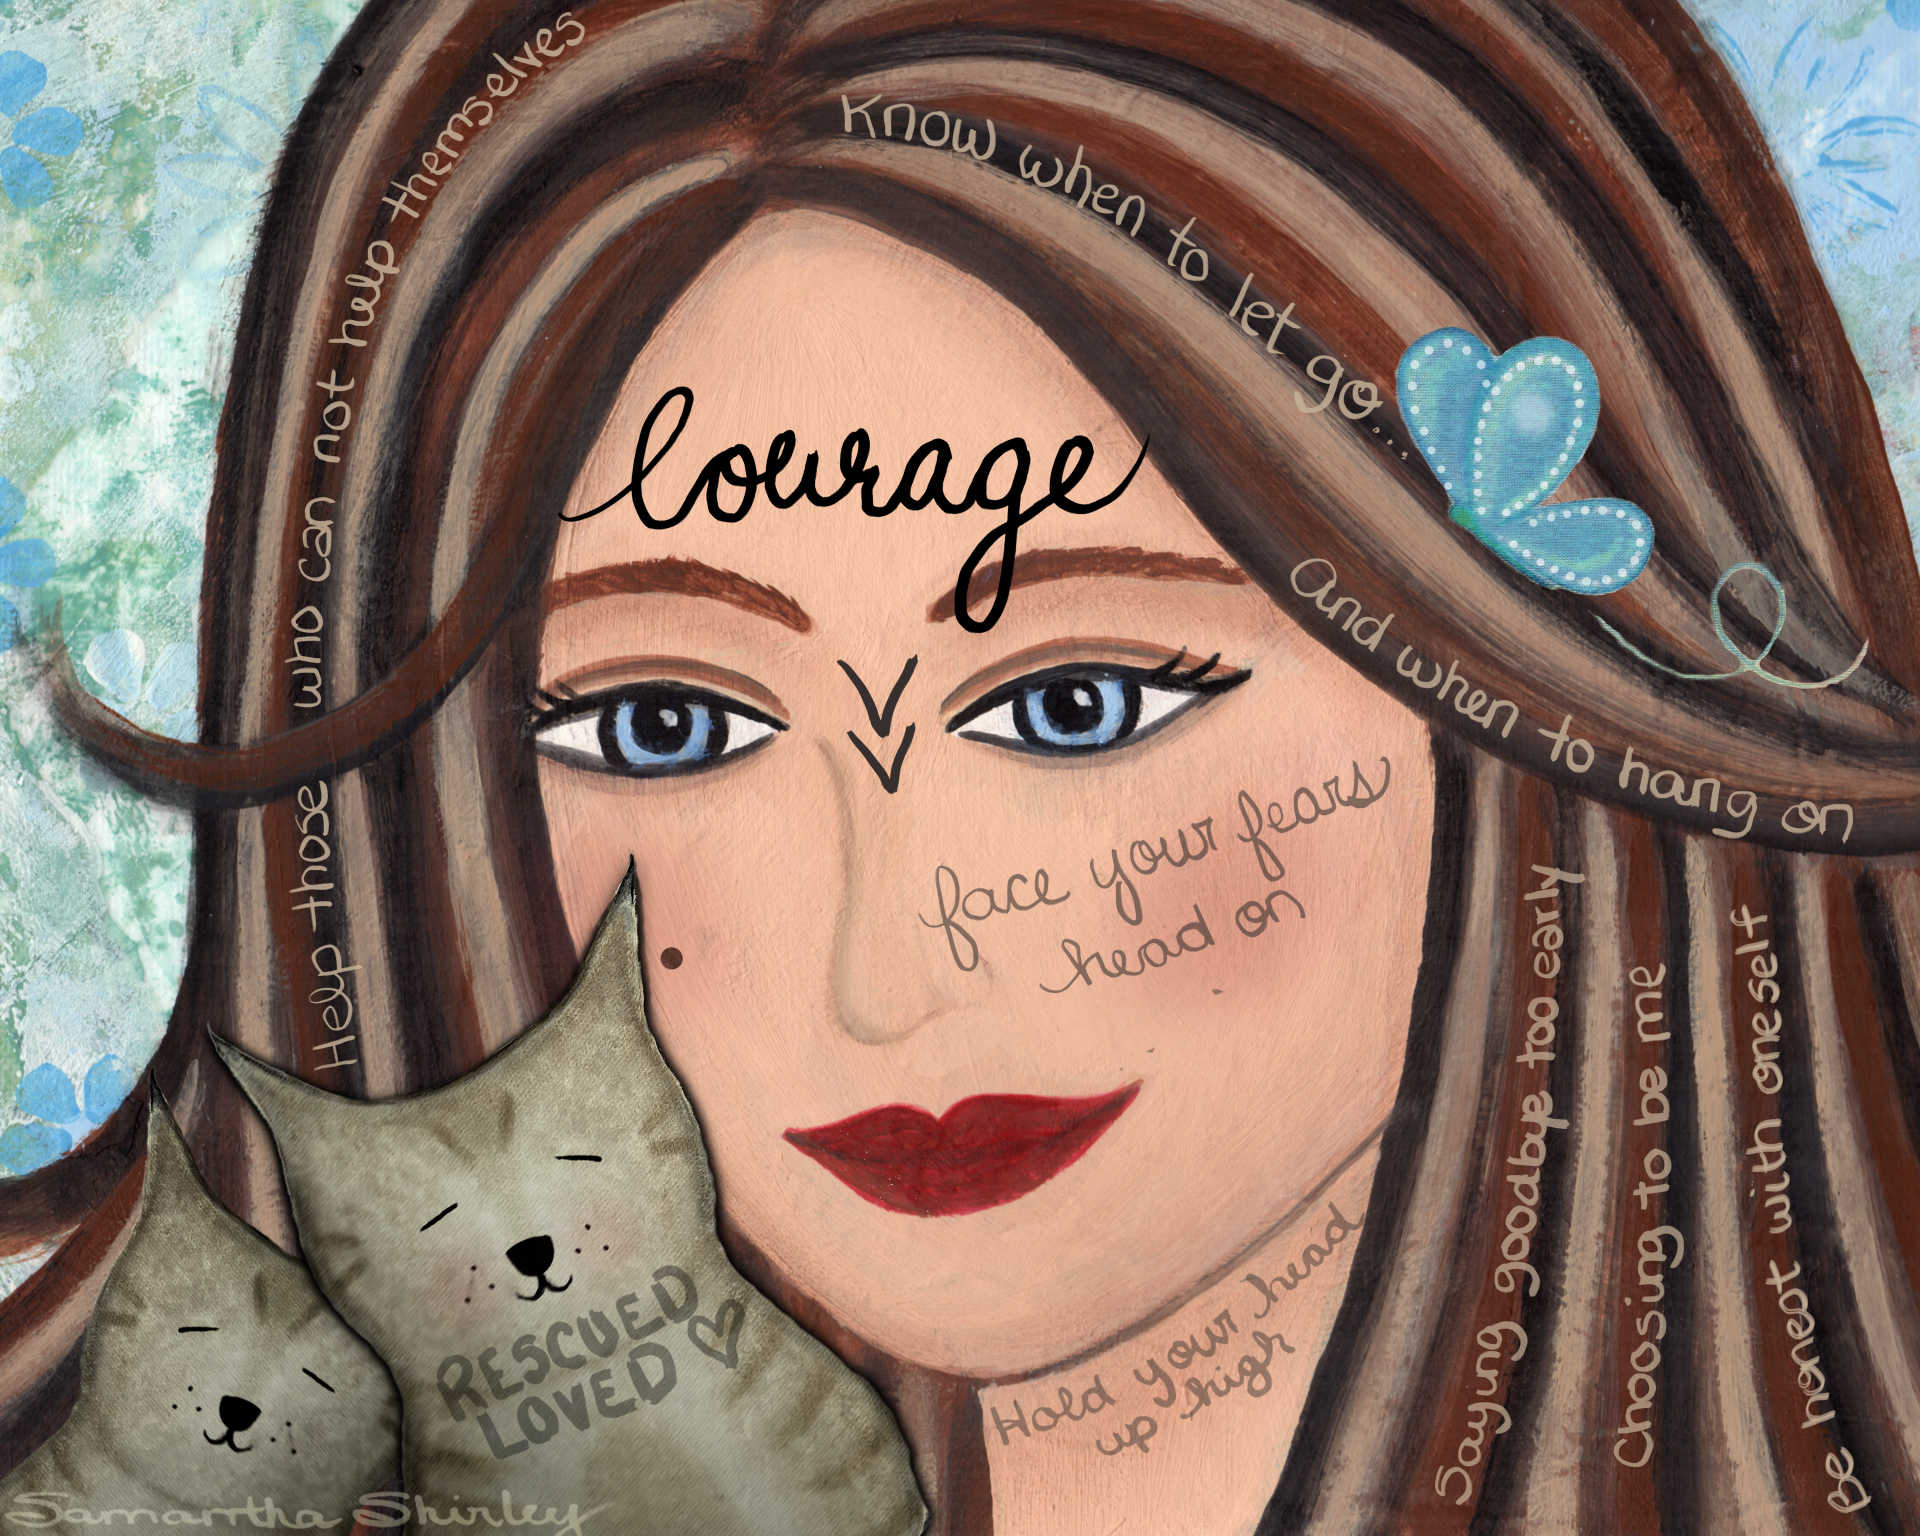 Help those who can not help themselves
Know when to let go...
And when to hang on
Courage
face your fears
head on
Saying goodbye too early
Choosing to be me
Be honest with oneself
Hold your head
up high
RESCUED
LOVED
Samantha Shirley